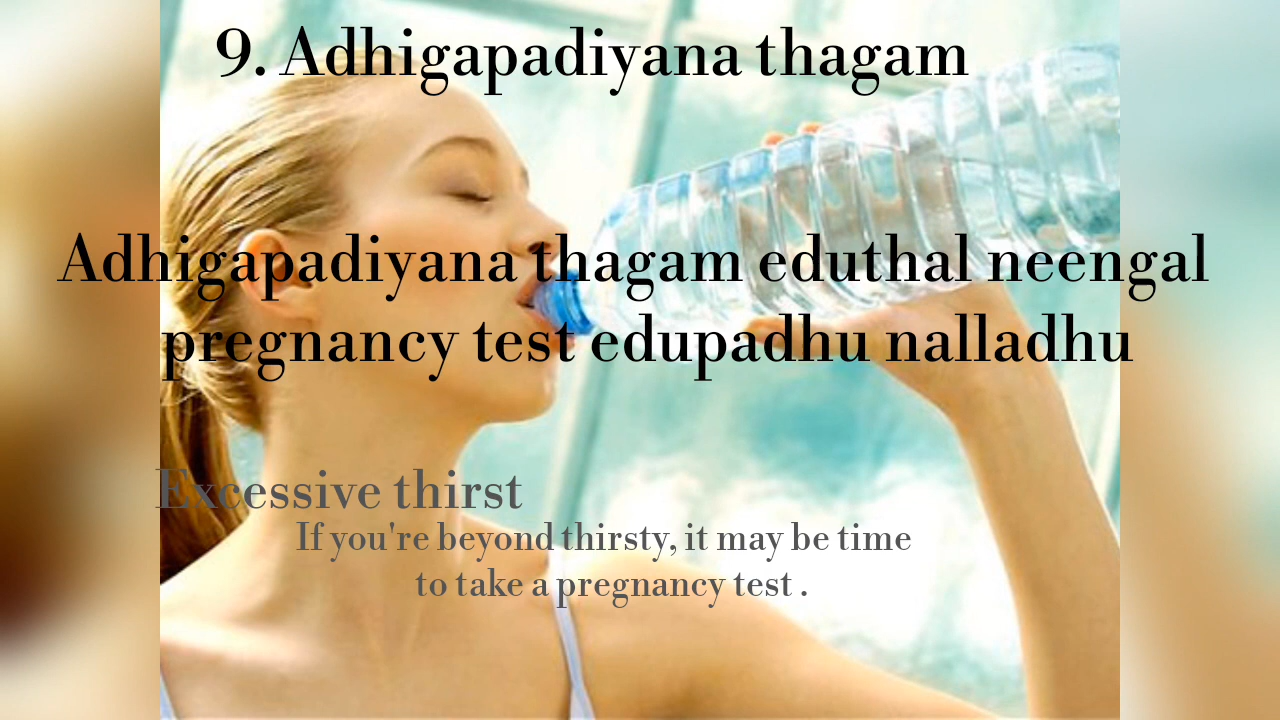 9. Adhigapadiyana thagam
Adhigapadiyana thagam eduthal neengal
pregnancy test edupadhu nalladhu
Excessive thirst
If you're beyond thirsty, it may be time
to take a pregnancy test .